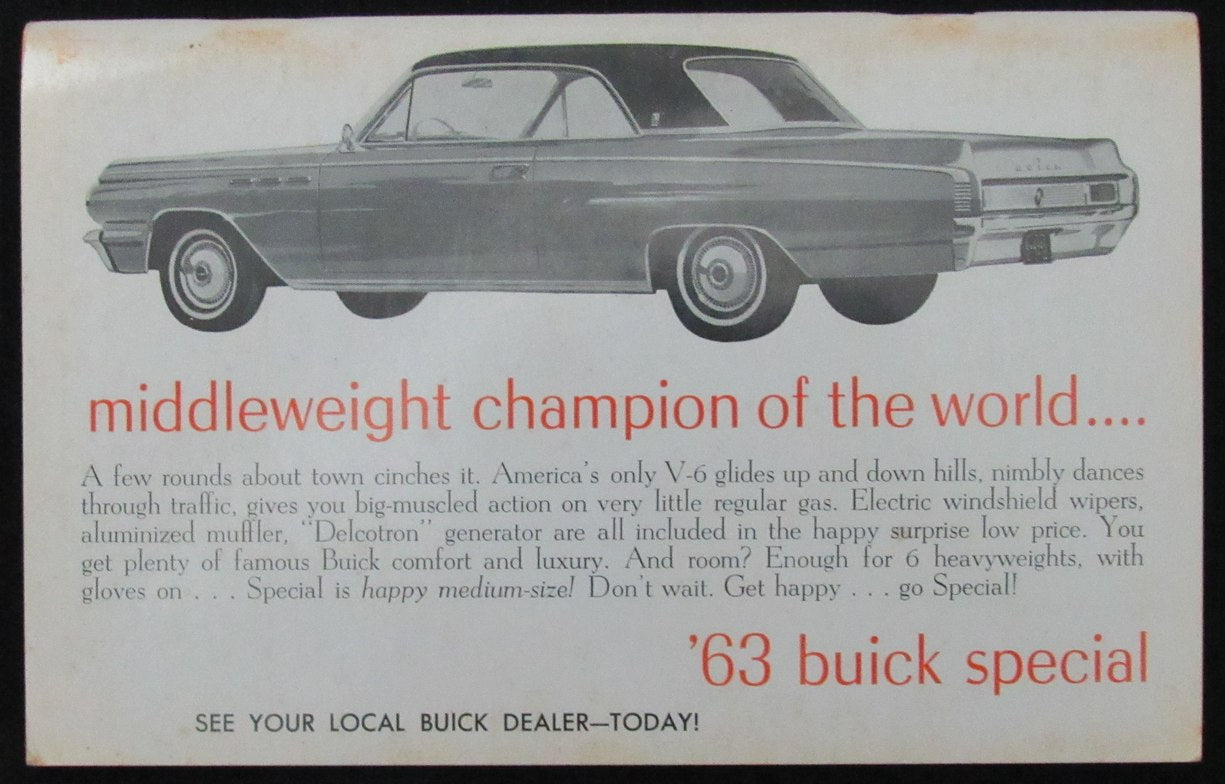 BUICK
middleweight champion of the world....
A few rounds about town cinches it. America's only V-6 glides up and down hills, nimbly dances
through traffic, gives you big-muscled action on very little regular gas. Electric windshield wipers,
aluminized muffler, "Delcotron" generator are all included in the happy surprise low price. You
get plenty of famous Buick comfort and luxury. And room? Enough for 6 heavyweights, with
gloves on . . . Special is happy medium-size! Don't wait. Get happy . . . go Special!
'63 buick special
SEE YOUR LOCAL BUICK DEALER—TODAY!